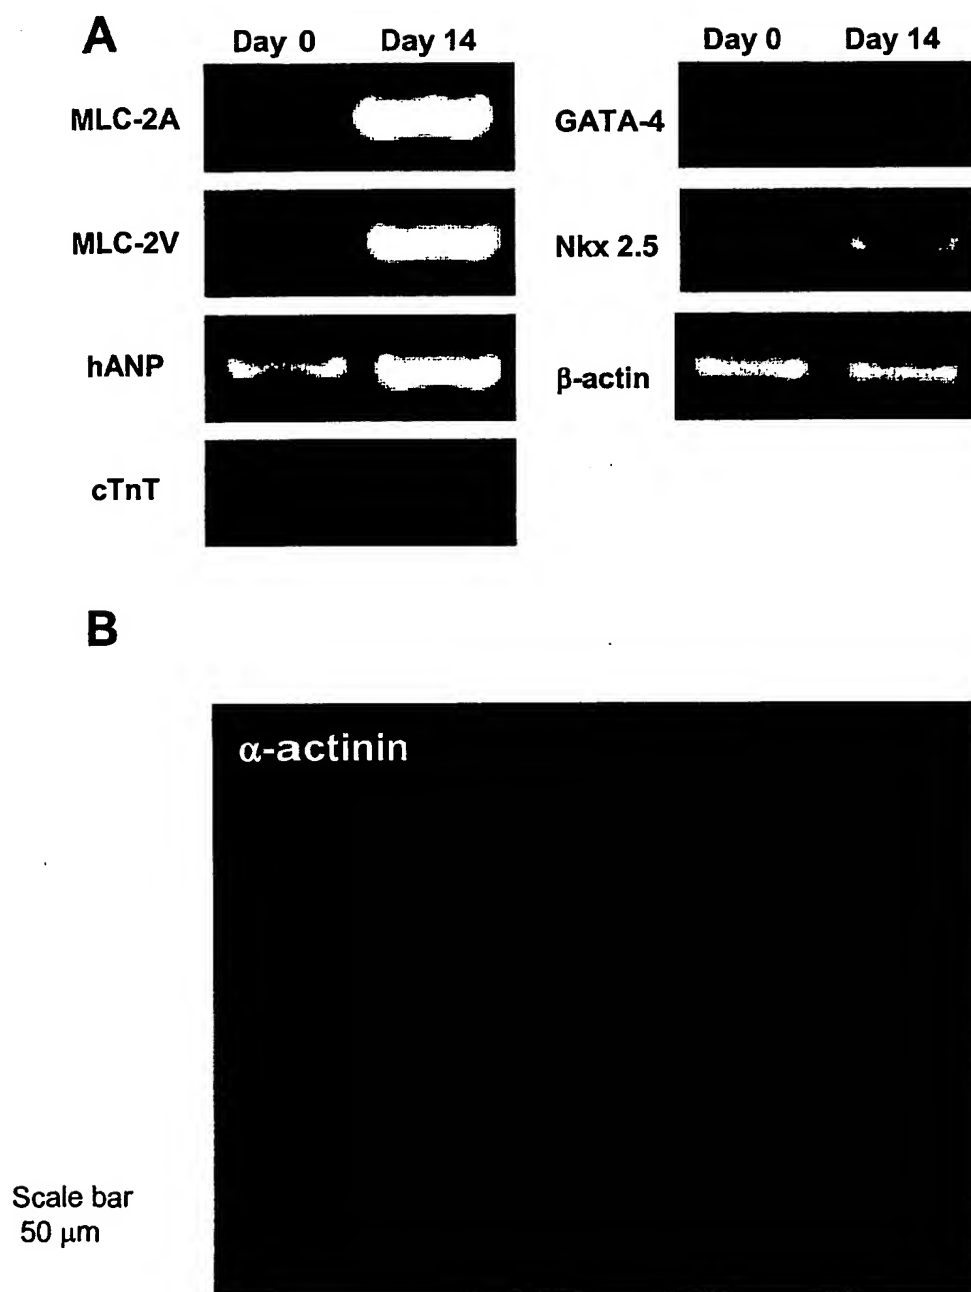 A
Day 0 Day 14
MLC-2A
MLC-2V
hANP
cTnT
Day 0 Day 14
GATA-4
Nkx 2.5
β-actin
B
α-actinin
Scale bar
50 μm